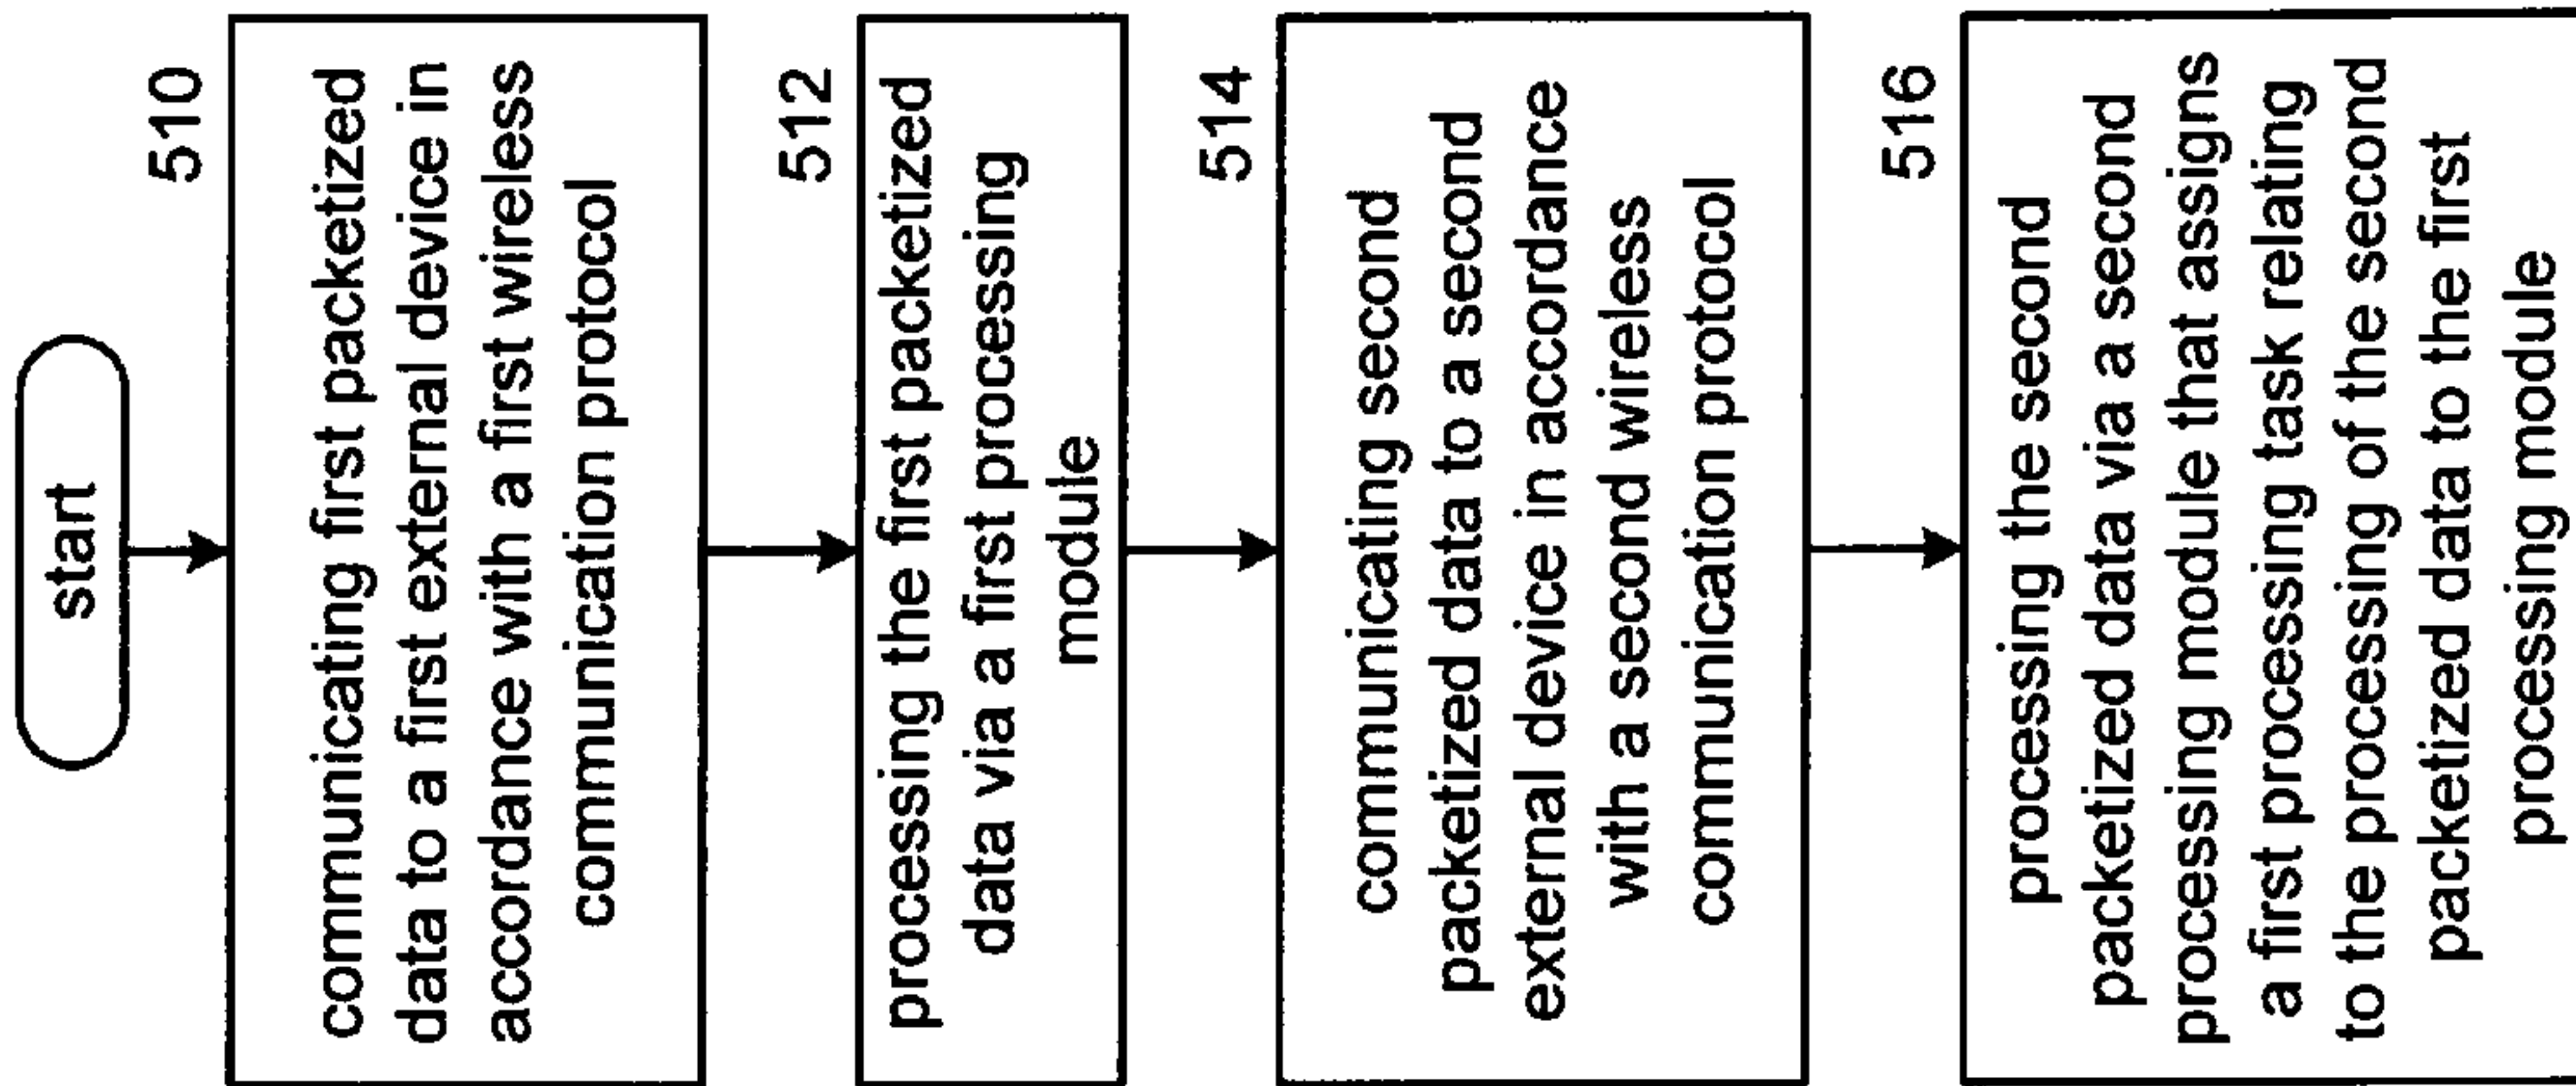 start
510
communicating first packetized
data to a first external device in
accordance with a first wireless
communication protocol
512
processing the first packetized
data via a first processing
module
514
communicating second
packetized data to a second
external device in accordance
with a second wireless
communication protocol
516
processing the second
packetized data via a second
processing module that assigns
a first processing task relating
to the processing of the second
packetized data to the first
processing module